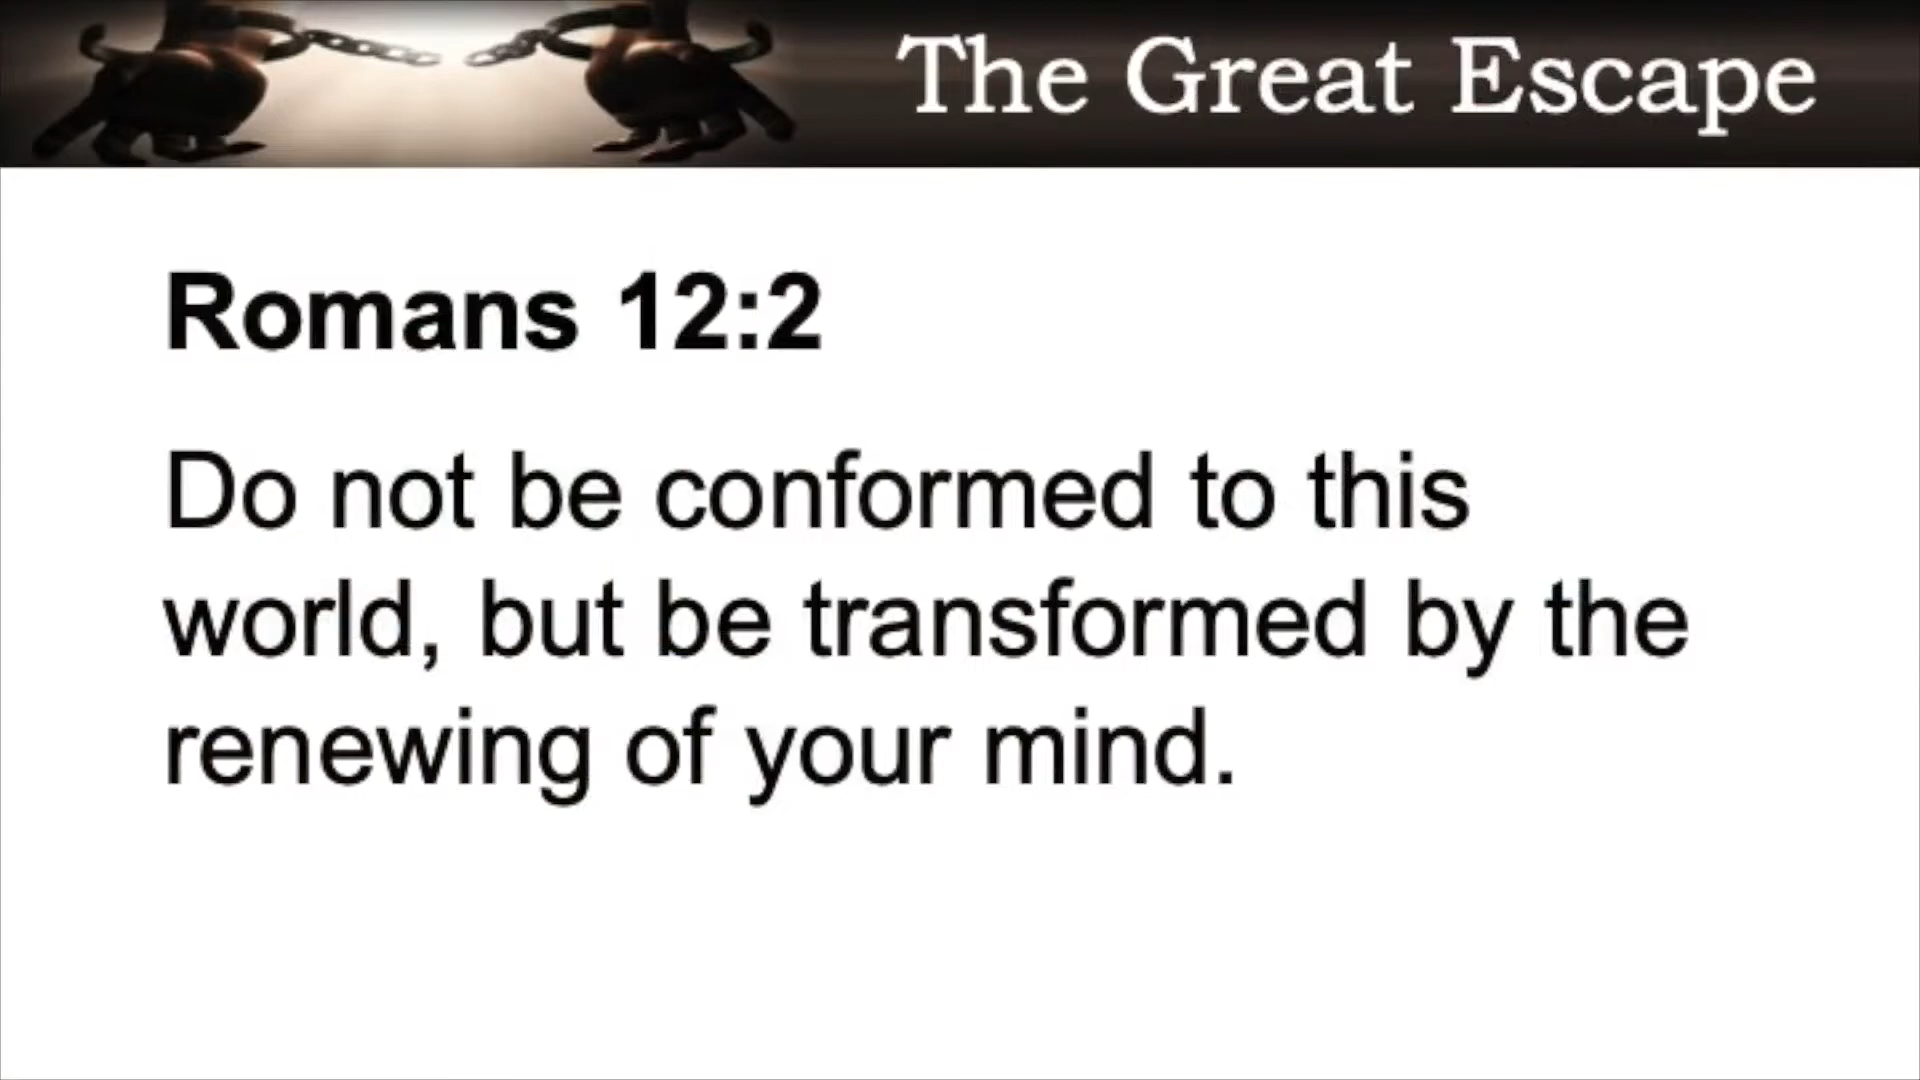 The Great Escape
Romans 12:2
Do not be conformed to this
world, but be transformed by the
renewing of your mind.